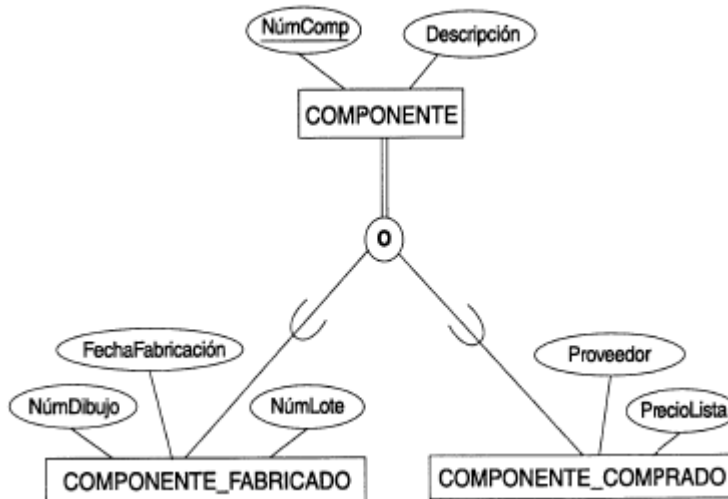 NúmComp
Descripción
COMPONENTE
O
FechaFabricación
Proveedor
NúmDibujo
NúmLote
PrecioLista
COMPONENTE_FABRICADO
COMPONENTE_COMPRADO